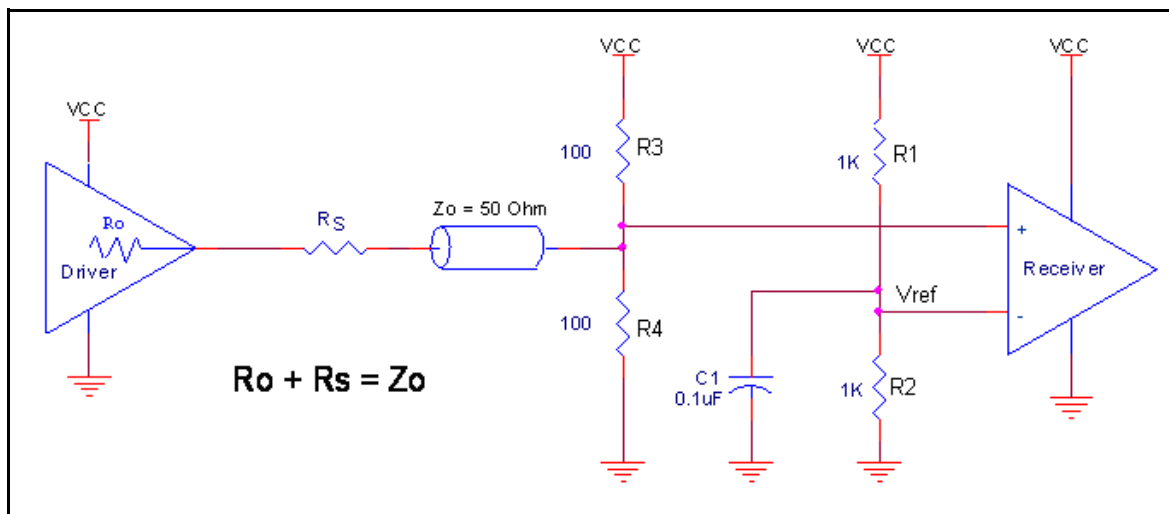 VCC
VCC
VCC
VCC
100
R3
1K
R1
Ro
Driver
RS
Zo = 50 Ohm
+
Receiver
Vref
-
100
R4
Ro + Rs = Zo
C1
0.1uF
1K
R2